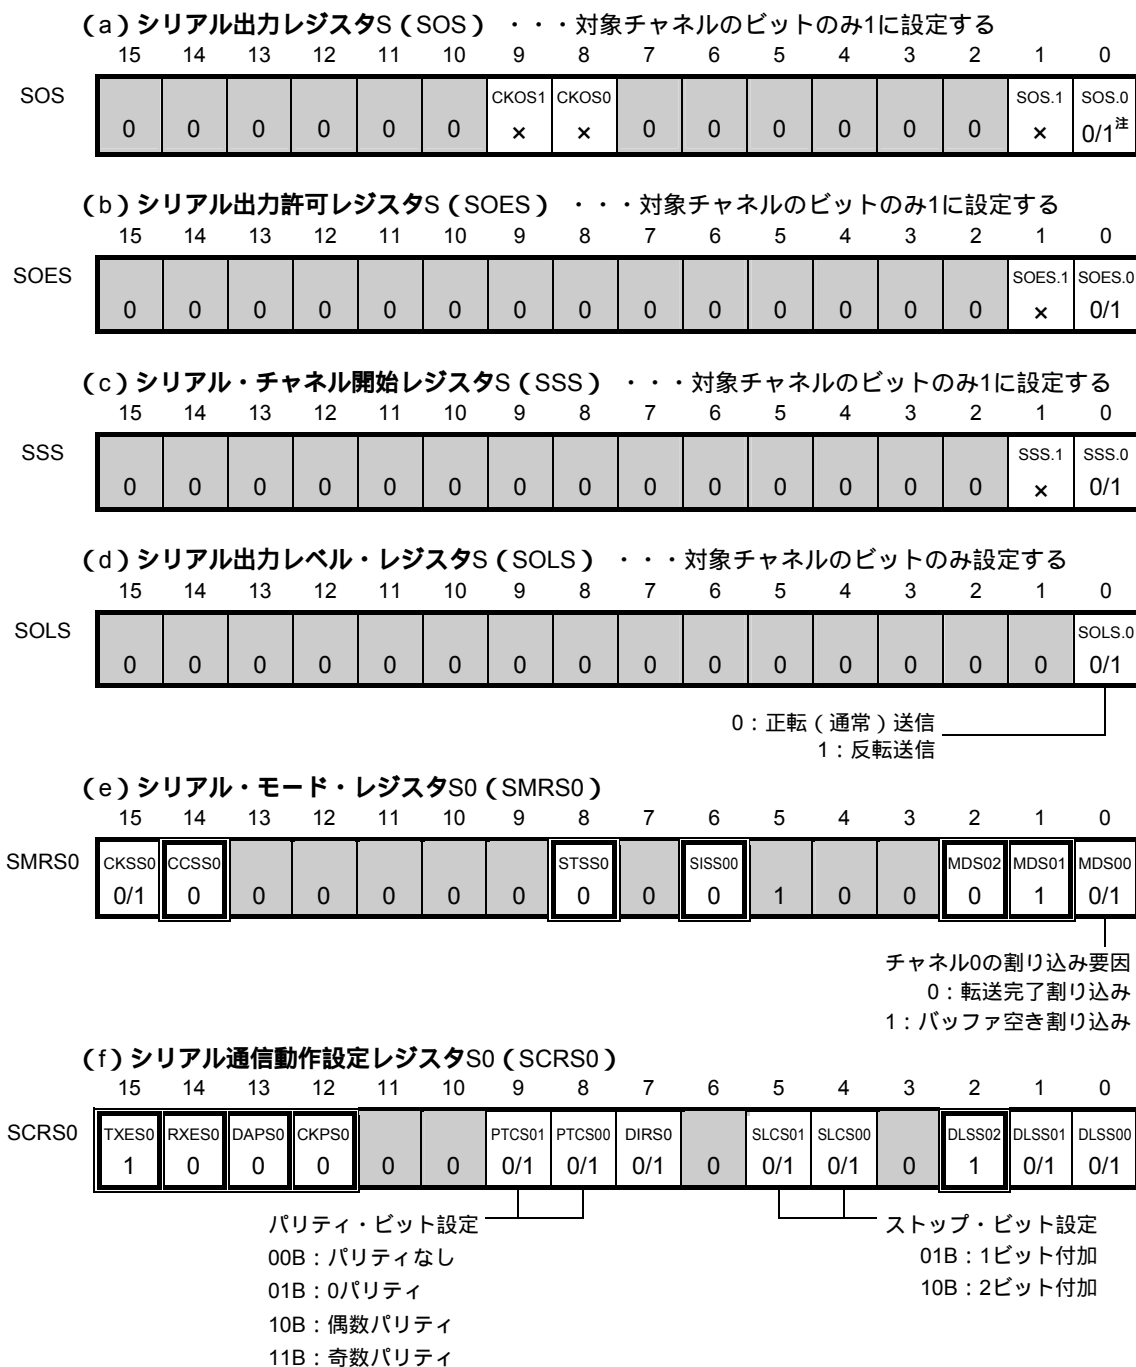 (a)シリアル出力レジスタS(SOS) ・・・対象チャネルのビットのみ1に設定する
15 14 13 12 11 10 9 8 7 6 5 4 3 2 1 0
SOS
CKOS1 CKOS0 SOS.1 SOS.0
0 0 0 0 0 0 × × 0 0 0 0 0 0 × 0/1注
(b)シリアル出力許可レジスタS(SOES) ・・・対象チャネルのビットのみ1に設定する
15 14 13 12 11 10 9 8 7 6 5 4 3 2 1 0
SOES
SOES.1 SOES.0
0 0 0 0 0 0 0 0 0 0 0 0 0 0 × 0/1
(c)シリアル・チャネル開始レジスタS(SSS) ・・・対象チャネルのビットのみ1に設定する
15 14 13 12 11 10 9 8 7 6 5 4 3 2 1 0
SSS
SSS.1 SSS.0
0 0 0 0 0 0 0 0 0 0 0 0 0 0 × 0/1
(d)シリアル出力レベル・レジスタS(SOLS) ・・・対象チャネルのビットのみ設定する
15 14 13 12 11 10 9 8 7 6 5 4 3 2 1 0
SOLS
SOLS.0
0 0 0 0 0 0 0 0 0 0 0 0 0 0 0 0/1
0:正転(通常)送信
1:反転送信
(e)シリアル・モード・レジスタS0(SMRS0)
15 14 13 12 11 10 9 8 7 6 5 4 3 2 1 0
SMRS0
CKSS0 CCSS0 STSS0 SISS00 MDS02 MDS01 MDS00
0/1 0 0 0 0 0 0 0 0 0 1 0 0 0 1 0/1
チャネル0の割り込み要因
0:転送完了割り込み
1:バッファ空き割り込み
(f)シリアル通信動作設定レジスタS0(SCRS0)
15 14 13 12 11 10 9 8 7 6 5 4 3 2 1 0
SCRS0
TXES0 RXES0 DAPS0 CKPS0 PTCS01 PTCS00 DIRS0 SLCS01 SLCS00 DLSS02 DLSS01 DLSS00
1 0 0 0 0 0 0/1 0/1 0/1 0 0/1 0/1 0 1 0/1 0/1
パリティ・ビット設定
00B:パリティなし
01B:0パリティ
10B:偶数パリティ
11B:奇数パリティ
ストップ・ビット設定
01B:1ビット付加
10B:2ビット付加